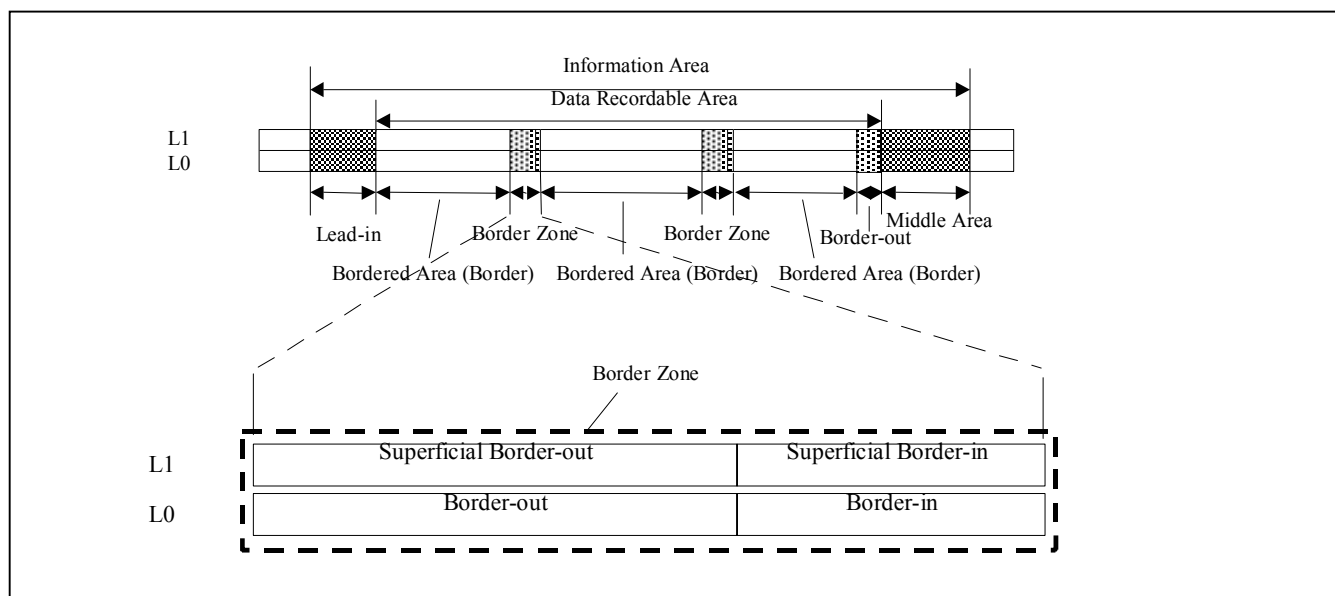 Information Area
Data Recordable Area
L1
L0
Lead-in
Border Zone
Border Zone
Border-out
Middle Area
Bordered Area (Border)
Bordered Area (Border)
Bordered Area (Border)
Border Zone
L1
Superficial Border-out
Superficial Border-in
L0
Border-out
Border-in